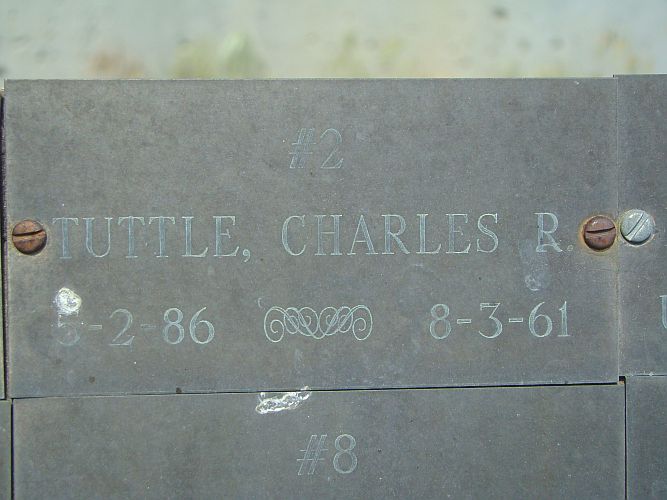 #2
TUTTLE, CHARLES R.
5-2-86 8-3-61
#8